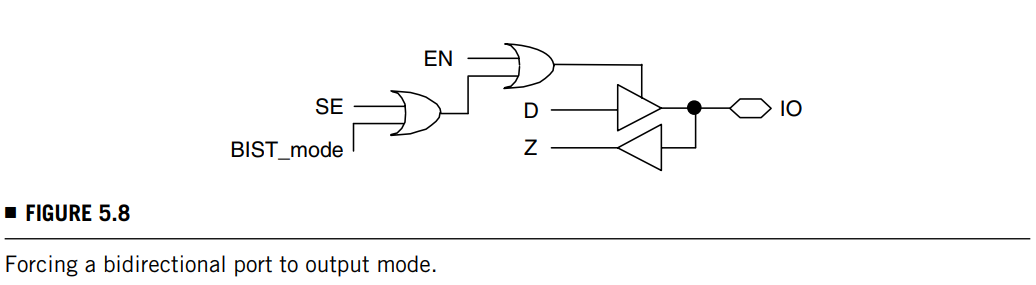 EN
SE
D
IO
BIST_mode
Z
■ FIGURE 5.8
Forcing a bidirectional port to output mode.